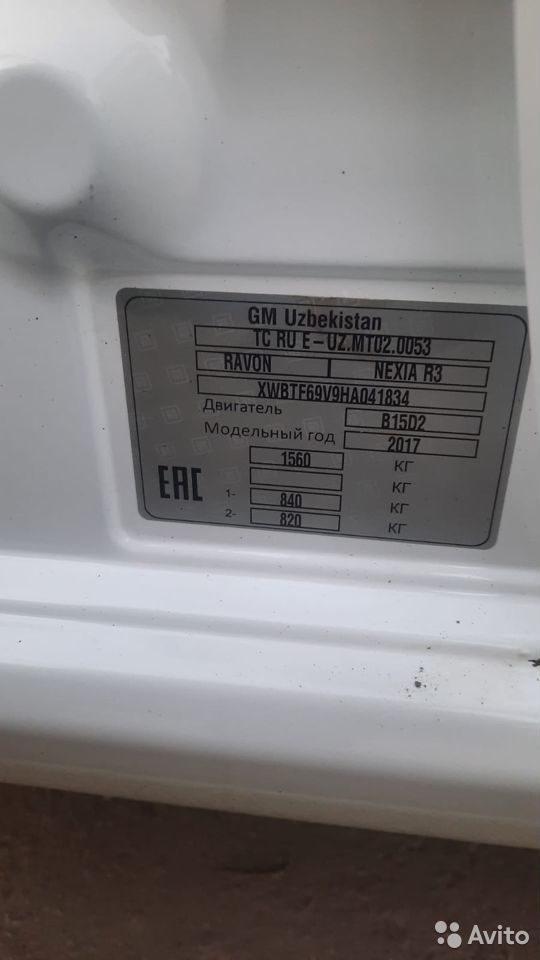 GM Uzbekistan
TC RU E-UZ.MT02.0053
RAVON NEXIA R3
XWBTF69V9HA041834
Двигатель B15D2
Модельный год 2017
1560 КГ
КГ
EAC 1- 840 КГ
2- 820 КГ
Avito